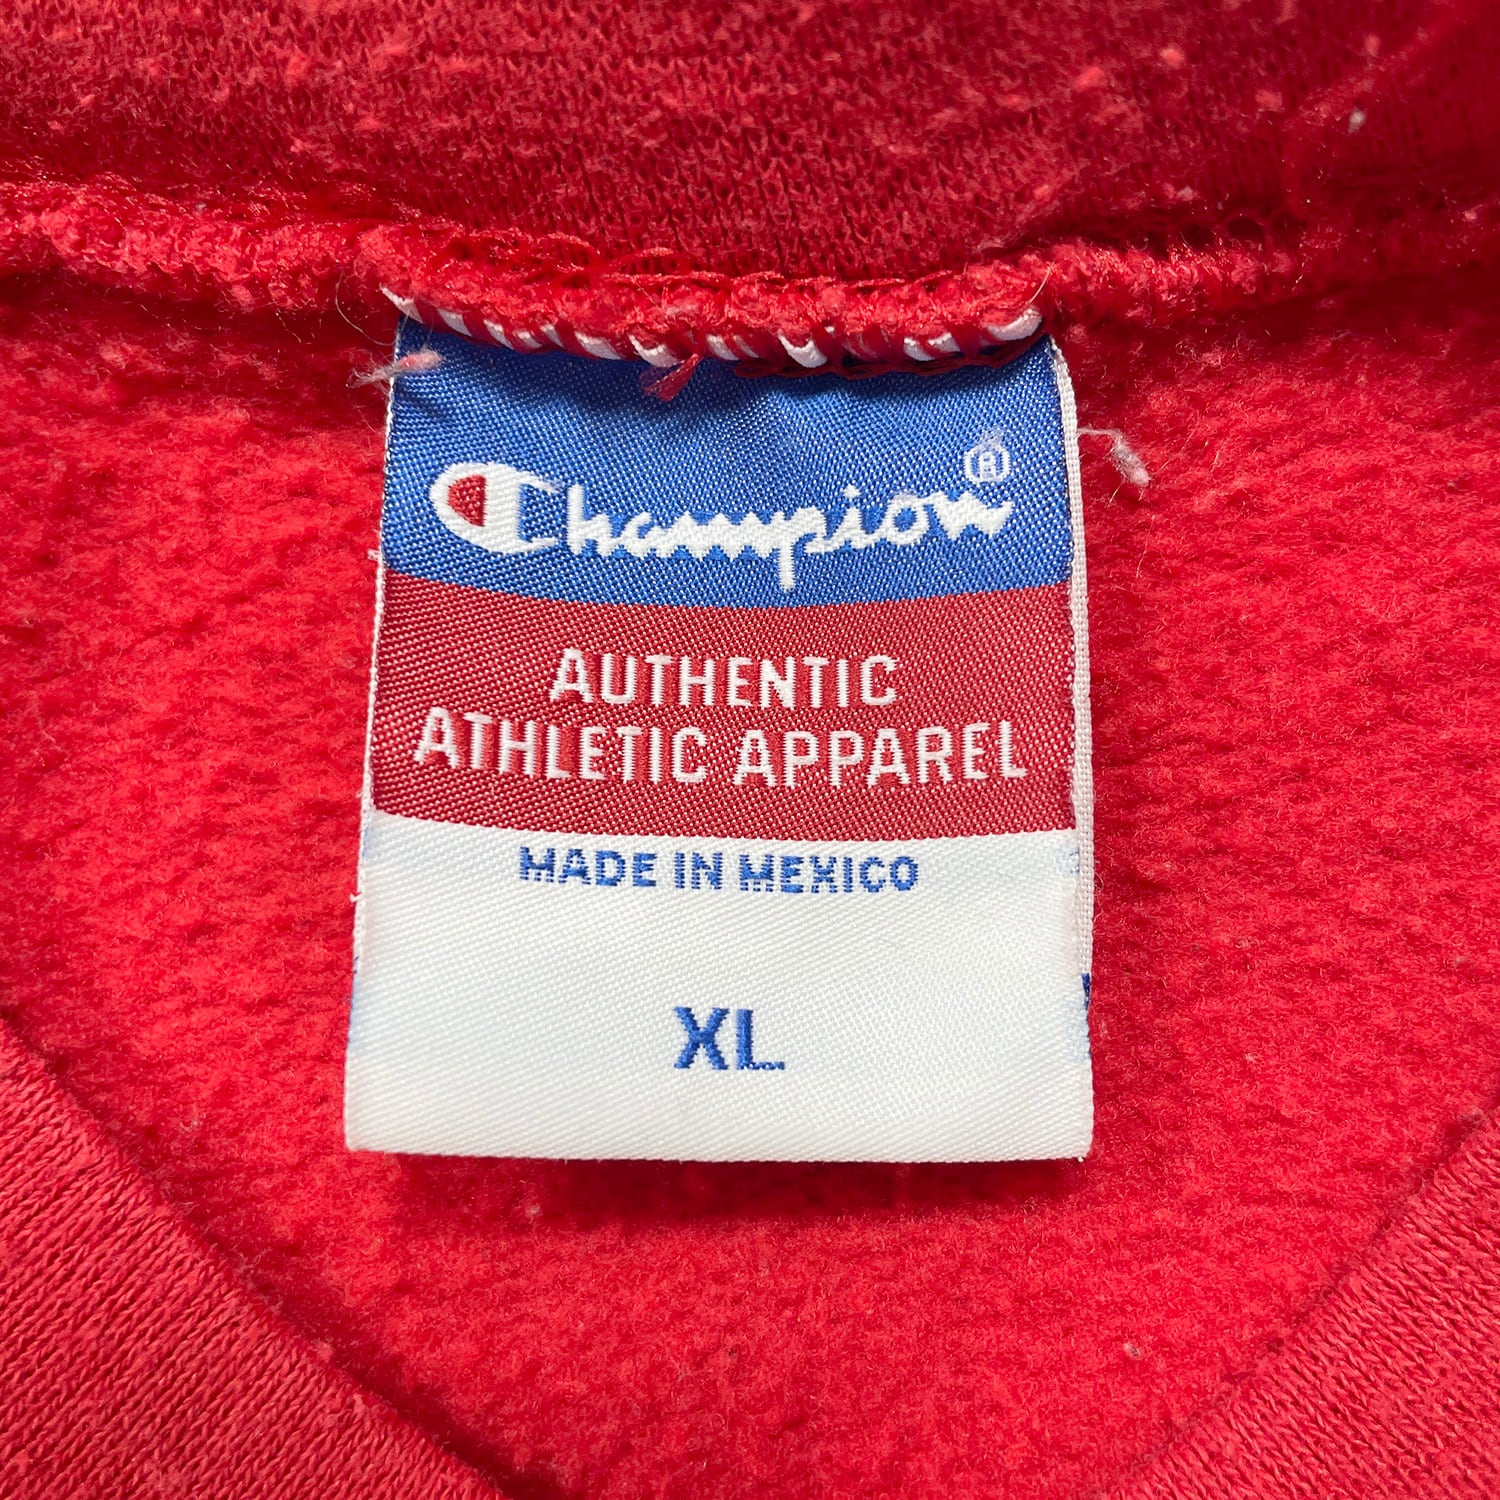 Champion®
AUTHENTIC
ATHLETIC APPAREL
MADE IN MEXICO
XL